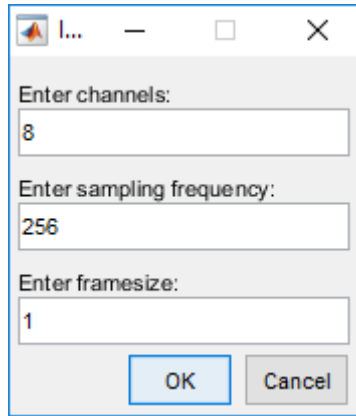 I...
Enter channels:
8
Enter sampling frequency:
256
Enter framesize:
1
OK Cancel